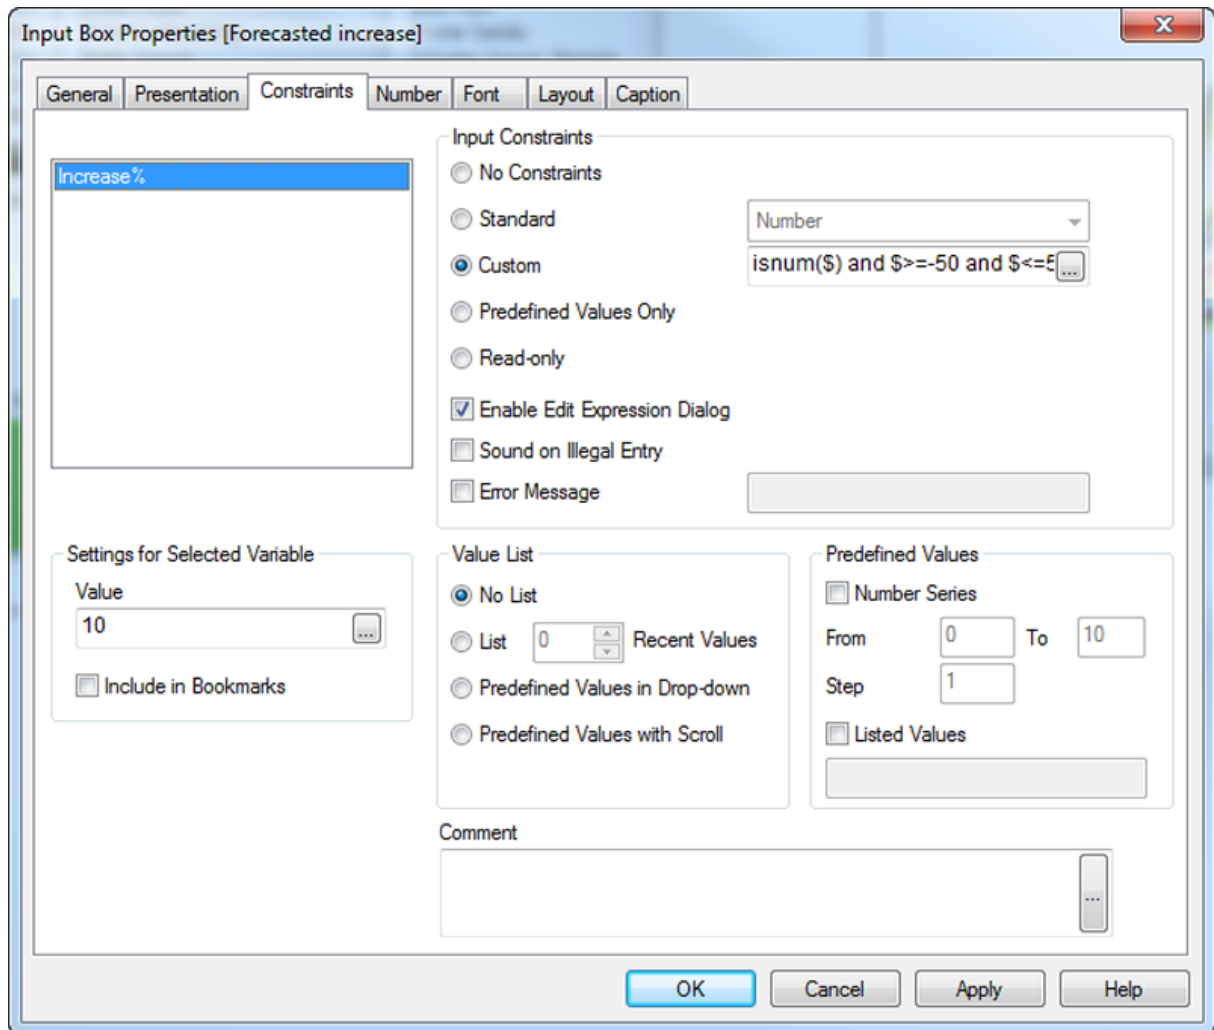 Input Box Properties [Forecasted increase]
General Presentation Constraints Number Font Layout Caption
Increase%
Input Constraints
No Constraints
Standard Number
Custom isnum($) and $>=-50 and $<=5 ...
Predefined Values Only
Read-only
Enable Edit Expression Dialog
Sound on Illegal Entry
Error Message
Settings for Selected Variable
Value
10 ...
Include in Bookmarks
Value List
No List
List 0 Recent Values
Predefined Values in Drop-down
Predefined Values with Scroll
Predefined Values
Number Series
From 0 To 10
Step 1
Listed Values
Comment
...
OK Cancel Apply Help